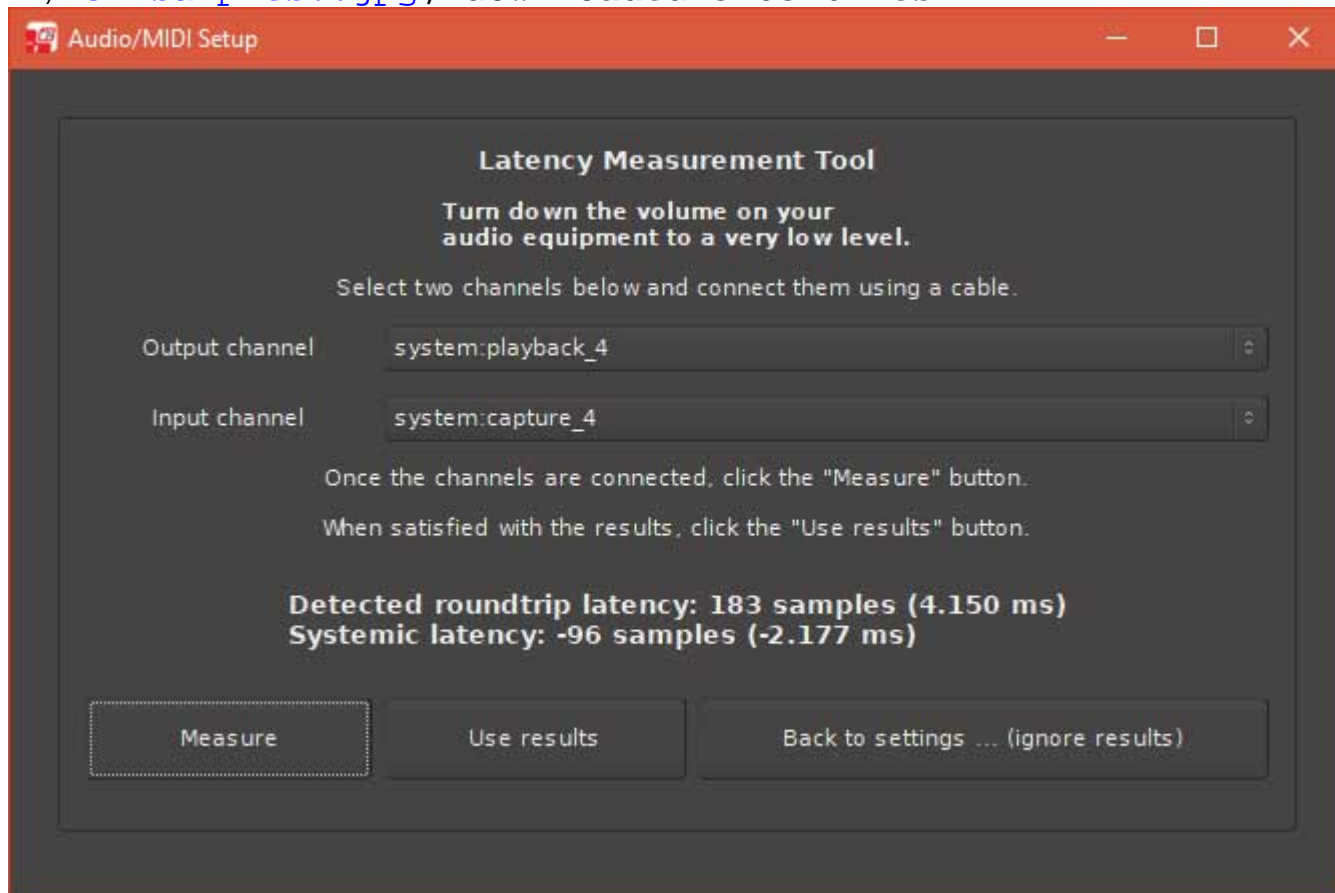 Audio/MIDI Setup
Latency Measurement Tool
Turn down the volume on your
audio equipment to a very low level.
Select two channels below and connect them using a cable.
Output channel system:playback_4
Input channel system:capture_4
Once the channels are connected, click the "Measure" button.
When satisfied with the results, click the "Use results" button.
Detected roundtrip latency: 183 samples (4.150 ms)
Systemic latency: -96 samples (-2.177 ms)
Measure Use results Back to settings ... (ignore results)